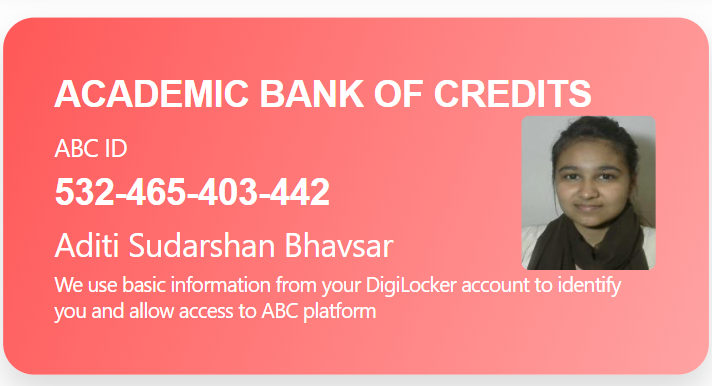 ACADEMIC BANK OF CREDITS
ABC ID
532-465-403-442
Aditi Sudarshan Bhavsar
We use basic information from your DigiLocker account to identify
you and allow access to ABC platform